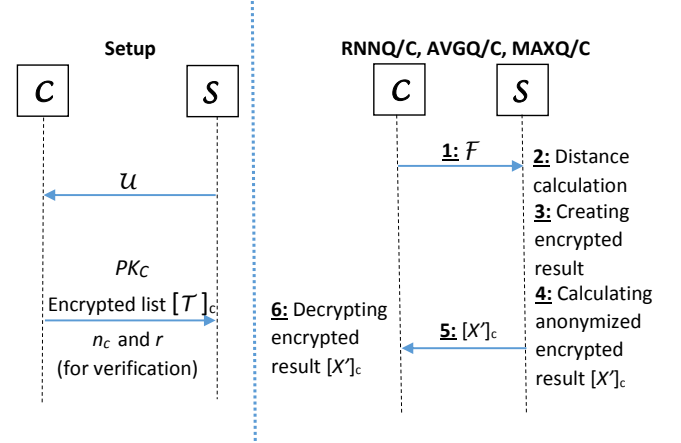 Setup
C
S
U
PK_C
Encrypted list [T]_c
n_c and r
(for verification)
RNNQ/C, AVGQ/C, MAXQ/C
C
S
1: F
2: Distance
calculation
3: Creating
encrypted
result
4: Calculating
anonymized
encrypted
result [X′]_c
5: [X′]_c
6: Decrypting
encrypted
result [X′]_c